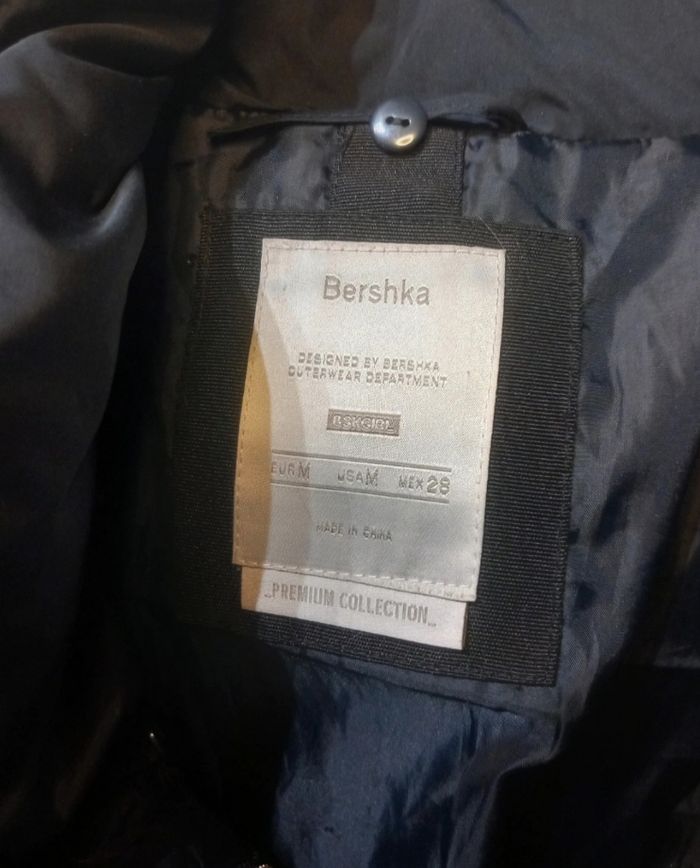 Bershka
DESIGNED BY BERSHKA
OUTERWEAR DEPARTMENT
BSKGIRL
EUR M USA M MEX 28
MADE IN CHINA
..PREMIUM COLLECTION..